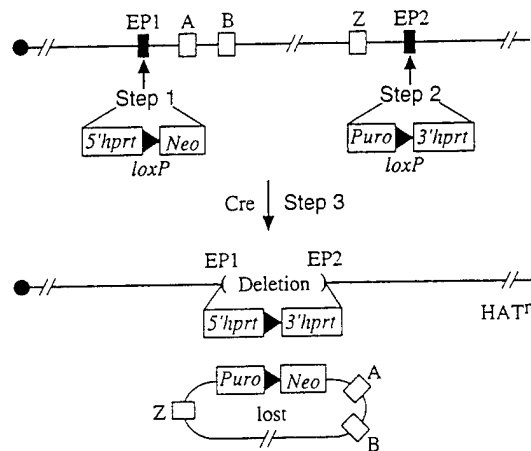 EP1 A B Z EP2
Step 1 Step 2
5'hprt Neo Puro 3'hprt
loxP loxP
Cre Step 3
EP1 EP2
Deletion
5'hprt 3'hprt
HATr
Puro Neo A
Z lost
B